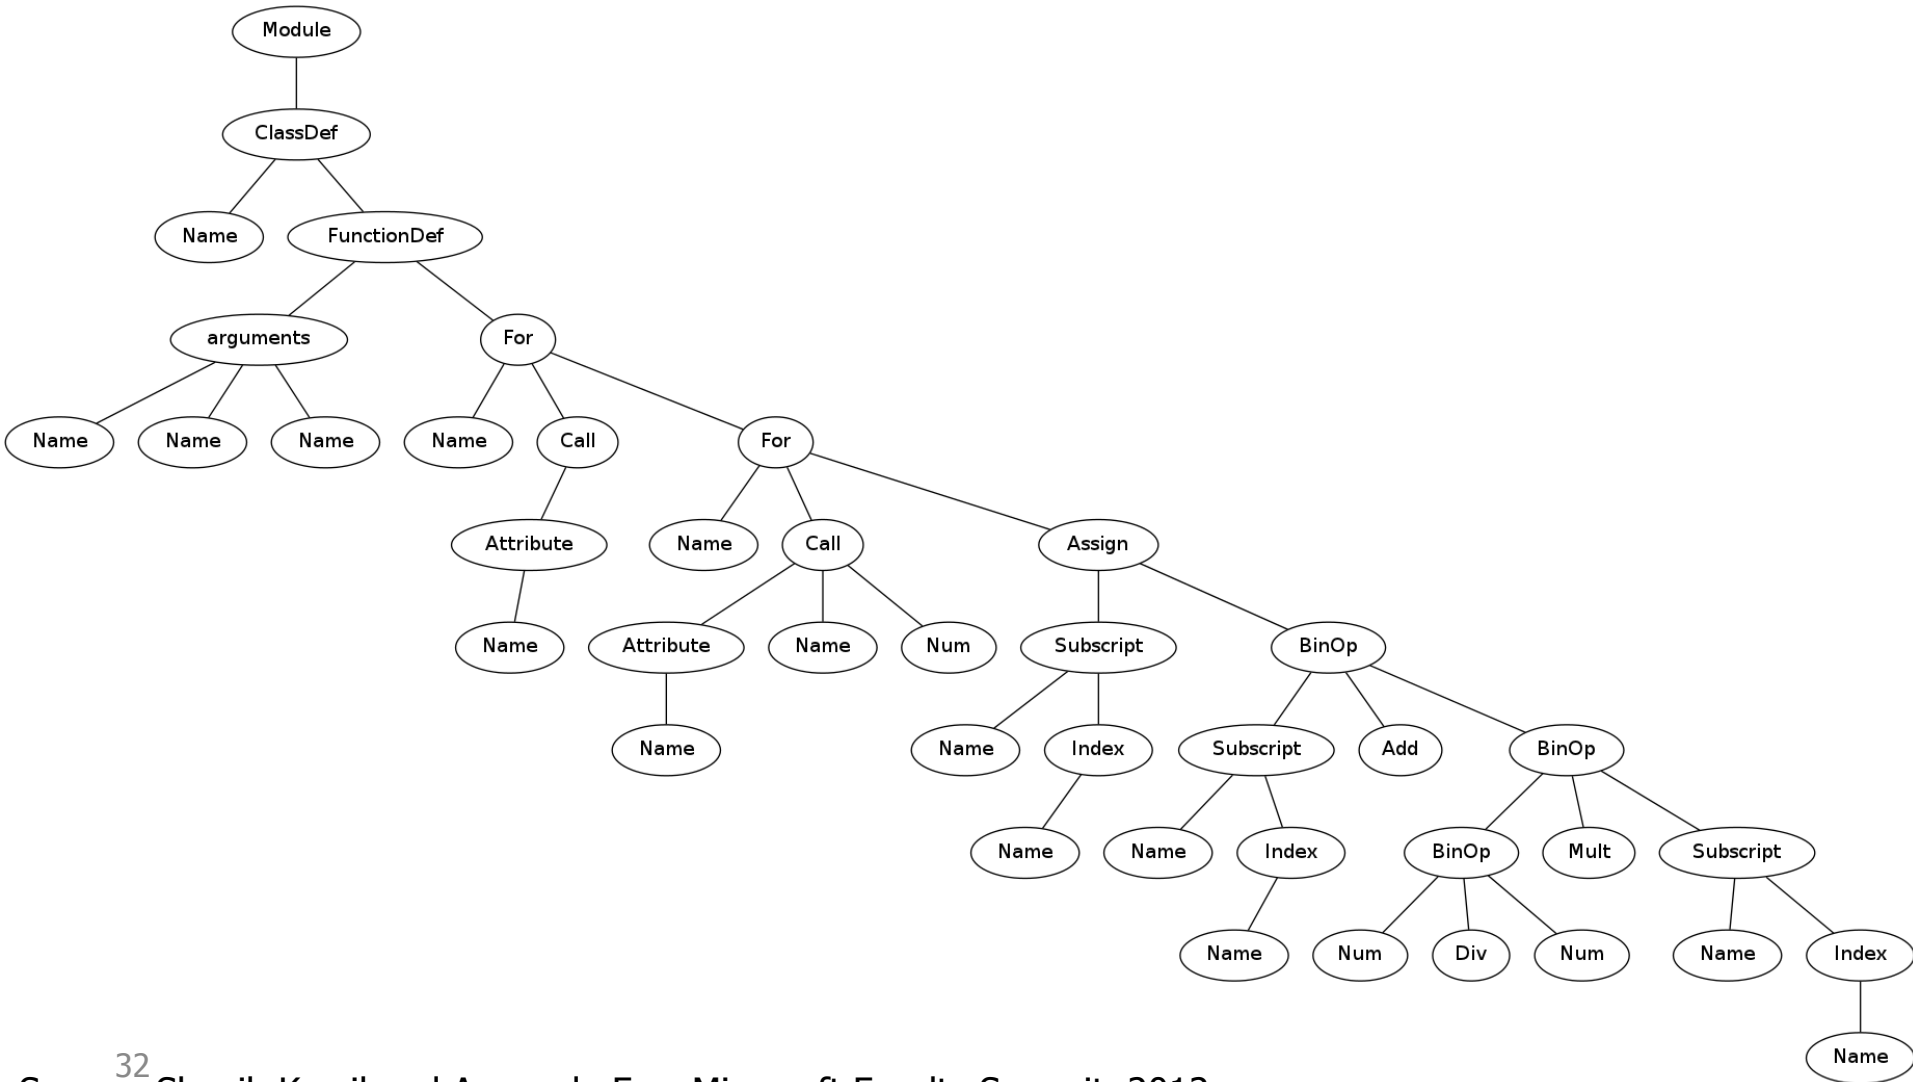 Module
ClassDef
Name FunctionDef
arguments For
Name Name Name Name Call For
Attribute Name Call Assign
Name Attribute Name Num Subscript BinOp
Name Name Index Subscript Add BinOp
Name Name Index BinOp Mult Subscript
Name Num Div Num Name Index
Name
32